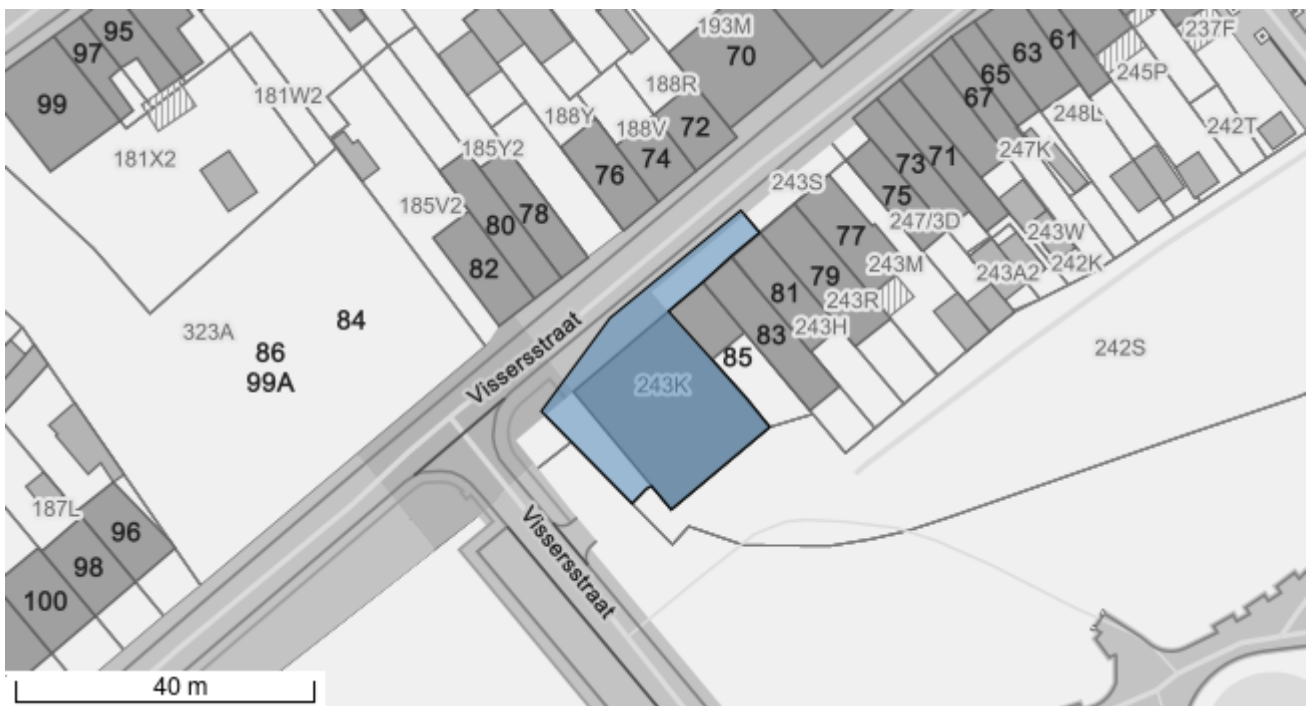 95
193M
237F
97
70
63
61
99
181W2
188R
65
245P
67
248L
188Y
188V
72
242T
181X2
185Y2
74
73
71
247K
76
243S
75
185V2
80
78
247/3D
243W
82
77
243M
242K
243A2
79
81
243R
84
323A
83
243H
86
Vissersstraat
85
242S
99A
243K
187L
96
98
Vissersstraat
100
40 m